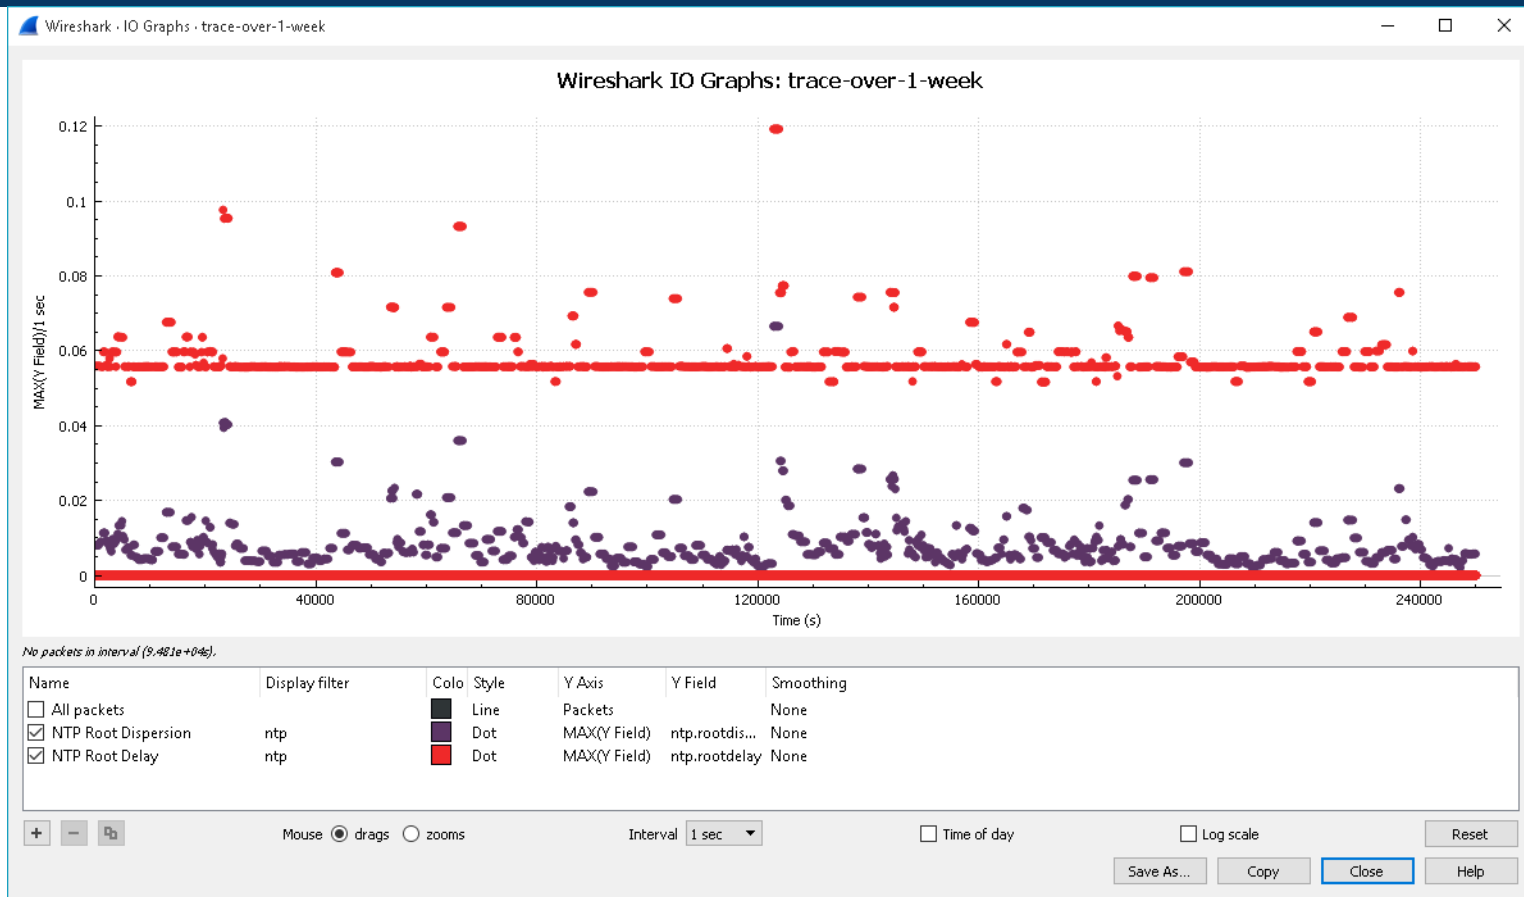 Wireshark · IO Graphs · trace-over-1-week
Wireshark IO Graphs: trace-over-1-week
0.12
0.1
0.08
0.06
0.04
0.02
0
MAX(Y Field)/1 sec
0 40000 80000 120000 160000 200000 240000
Time (s)
No packets in interval (9.481e+04s).
Name Display filter Colo Style Y Axis Y Field Smoothing
All packets Line Packets None
NTP Root Dispersion ntp Dot MAX(Y Field) ntp.rootdis... None
NTP Root Delay ntp Dot MAX(Y Field) ntp.rootdelay None
+ − Mouse drags zooms Interval 1 sec Time of day Log scale Reset
Save As... Copy Close Help